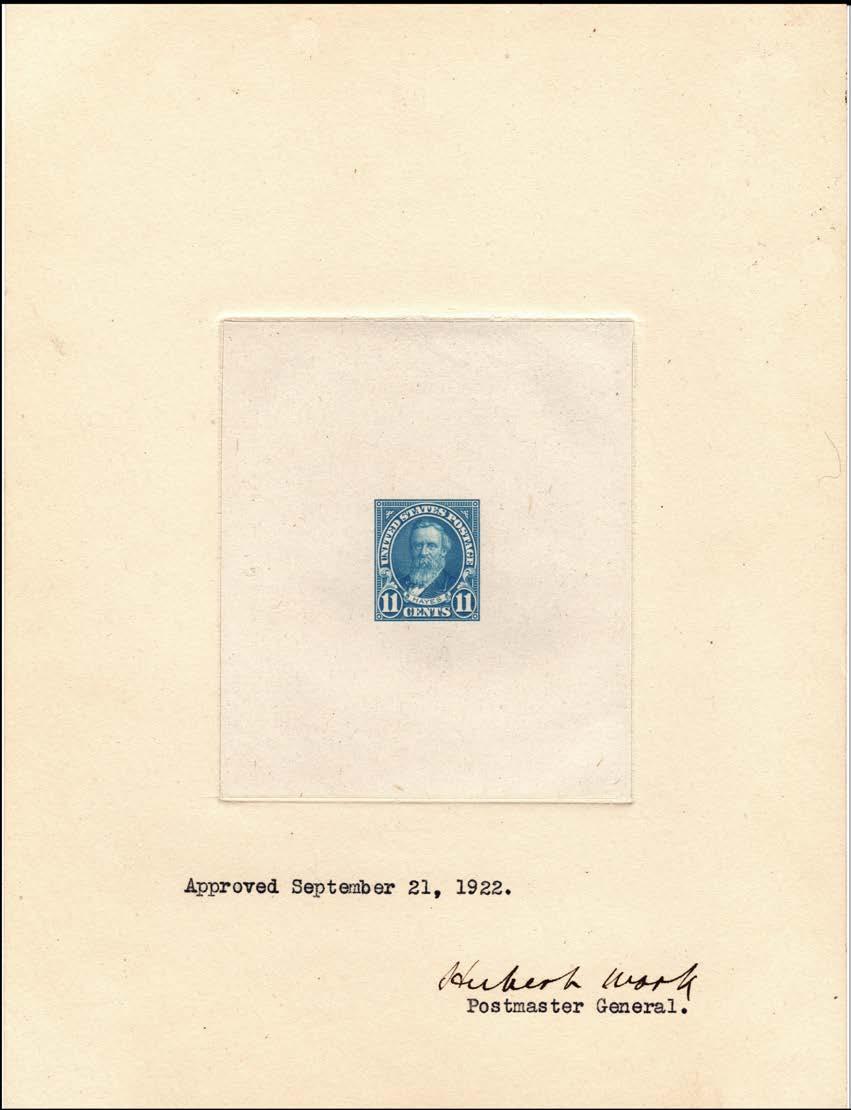 UNITED STATES POSTAGE
HAYES
11 CENTS 11
Approved September 21, 1922.
Hubert Work
Postmaster General.